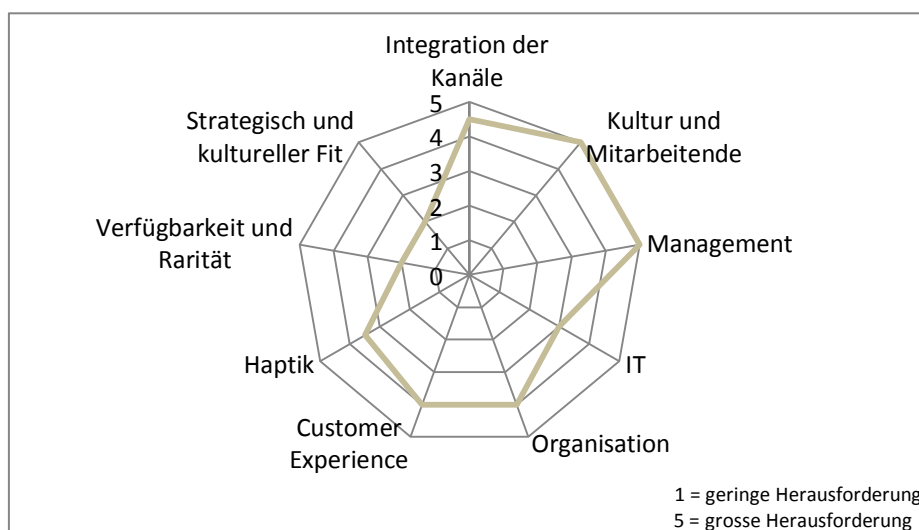 Integration der
Kanäle
Strategisch und
kultureller Fit
Kultur und
Mitarbeitende
Verfügbarkeit und
Rarität
Management
5
4
3
2
1
0
Haptik
IT
Customer
Experience
Organisation
1 = geringe Herausforderung
5 = grosse Herausforderung